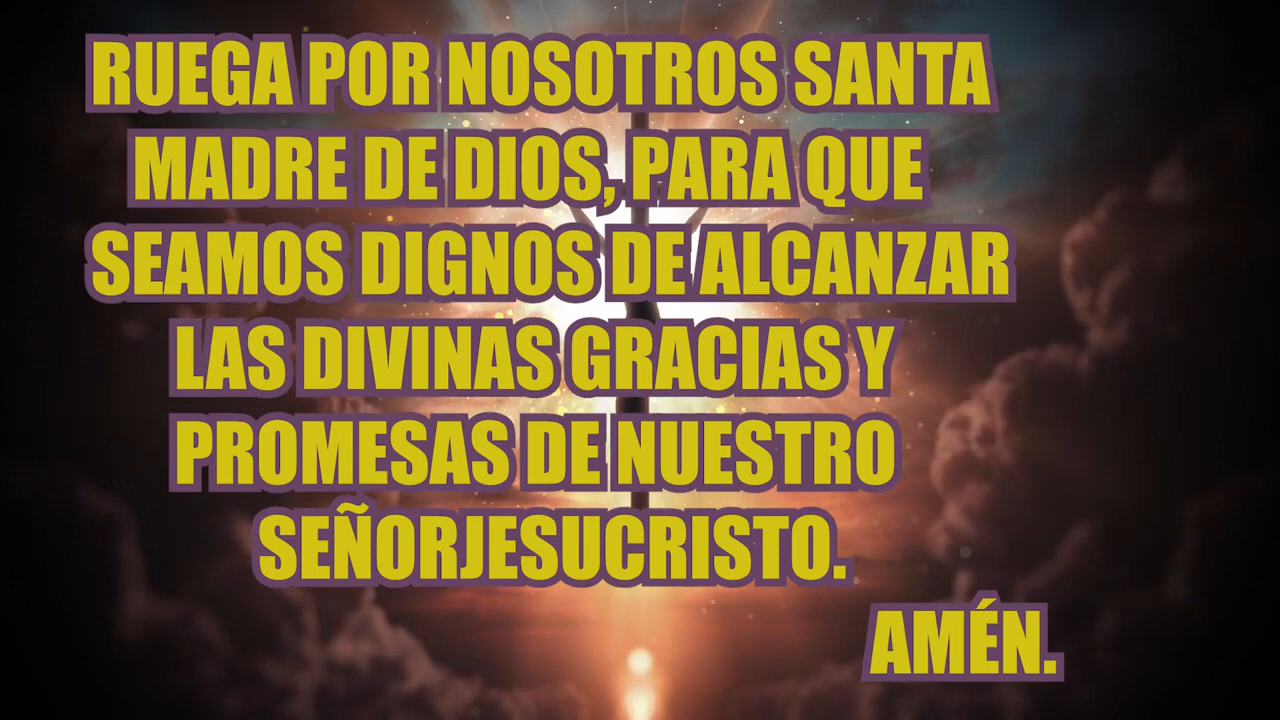 RUEGA POR NOSOTROS SANTA
MADRE DE DIOS, PARA QUE
SEAMOS DIGNOS DE ALCANZAR
LAS DIVINAS GRACIAS Y
PROMESAS DE NUESTRO
SEÑORJESUCRISTO.
AMÉN.